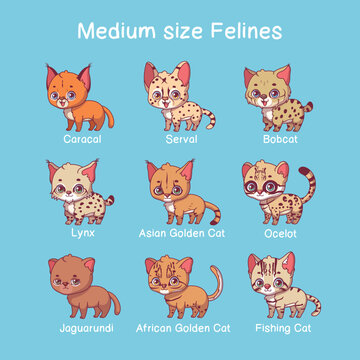 Medium size Felines
Caracal Serval Bobcat
Lynx Asian Golden Cat Ocelot
Jaguarundi African Golden Cat Fishing Cat